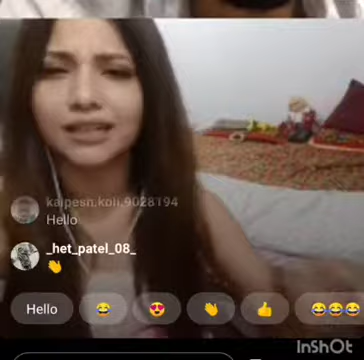 kalpesh.koli.9028194
Hello
_het_patel_08_
👏
Hello 😂 😍 👏 👍 😂😂😂
InShOt